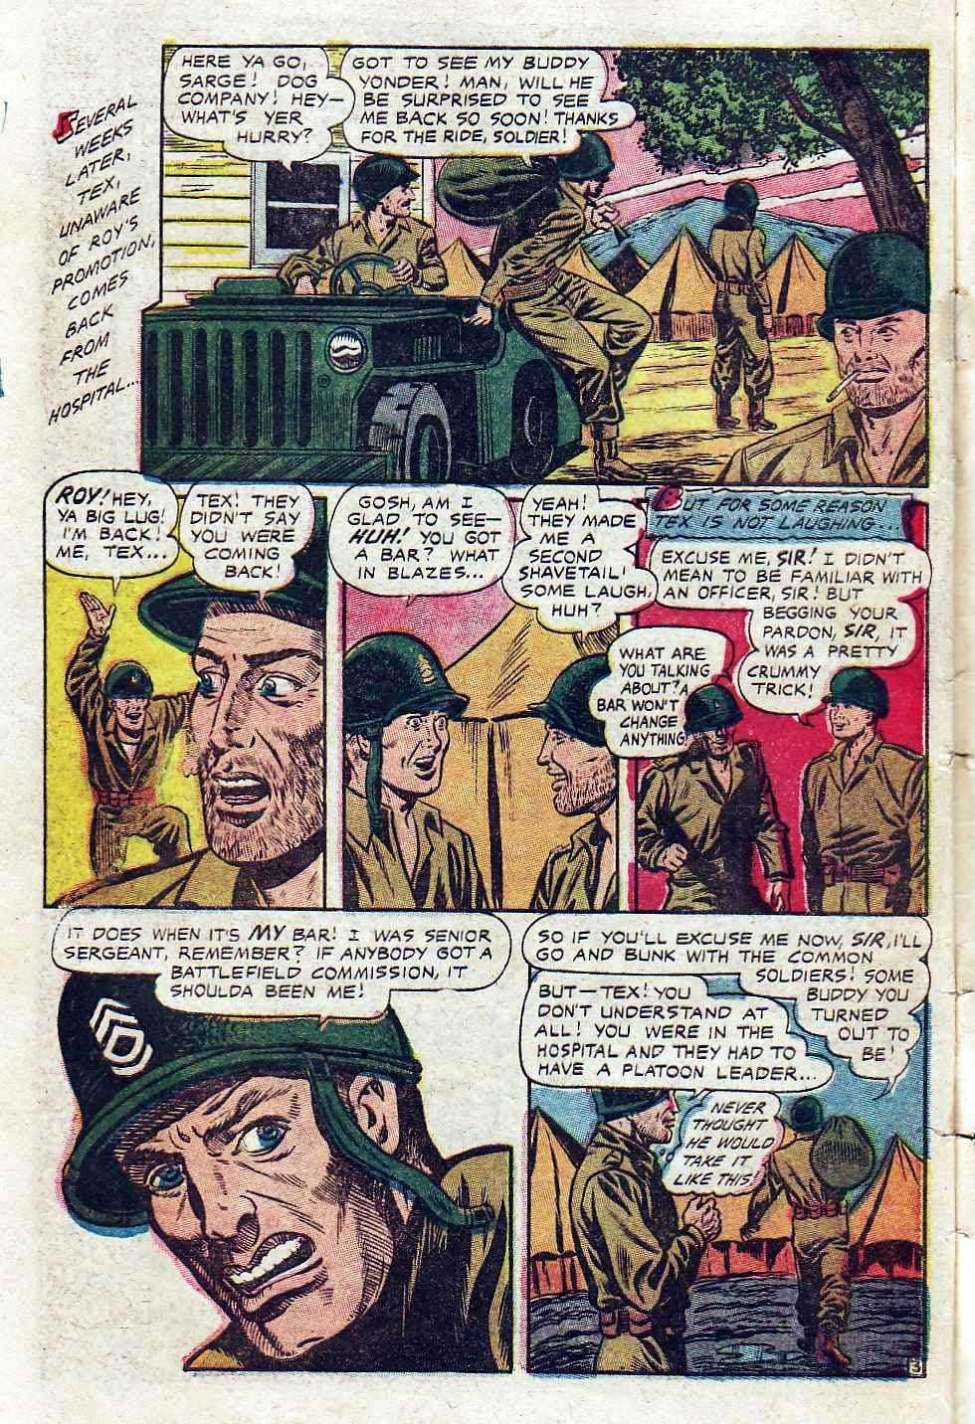 SEVERAL
WEEKS
LATER,
TEX,
UNAWARE
OF ROY'S
PROMOTION,
COMES
BACK
FROM
THE
HOSPITAL...
HERE YA GO,
SARGE! DOG
COMPANY! HEY—
WHAT'S YER
HURRY?
GOT TO SEE MY BUDDY
YONDER! MAN, WILL HE
BE SURPRISED TO SEE
ME BACK SO SOON! THANKS
FOR THE RIDE, SOLDIER!
ROY! HEY,
YA BIG LUG!
I'M BACK!
ME, TEX...
TEX! THEY
DIDN'T SAY
YOU WERE
COMING
BACK!
GOSH, AM I
GLAD TO SEE—
HUH! YOU GOT
A BAR? WHAT
IN BLAZES...
YEAH!
THEY MADE
ME A
SECOND
SHAVETAIL!
SOME LAUGH,
HUH?
BUT FOR SOME REASON
TEX IS NOT LAUGHING...
EXCUSE ME, SIR! I DIDN'T
MEAN TO BE FAMILIAR WITH
AN OFFICER, SIR! BUT
BEGGING YOUR
PARDON, SIR, IT
WAS A PRETTY
CRUMMY
TRICK!
WHAT ARE
YOU TALKING
ABOUT? A
BAR WON'T
CHANGE
ANYTHING!
IT DOES WHEN IT'S MY BAR! I WAS SENIOR
SERGEANT, REMEMBER? IF ANYBODY GOT A
BATTLEFIELD COMMISSION, IT
SHOULDA BEEN ME!
SO IF YOU'LL EXCUSE ME NOW, SIR, I'LL
GO AND BUNK WITH THE COMMON
SOLDIERS! SOME
BUDDY YOU
TURNED
OUT TO
BE!
BUT—TEX! YOU
DON'T UNDERSTAND AT
ALL! YOU WERE IN THE
HOSPITAL AND THEY HAD TO
HAVE A PLATOON LEADER...
NEVER
THOUGHT
HE WOULD
TAKE IT
LIKE THIS!
3